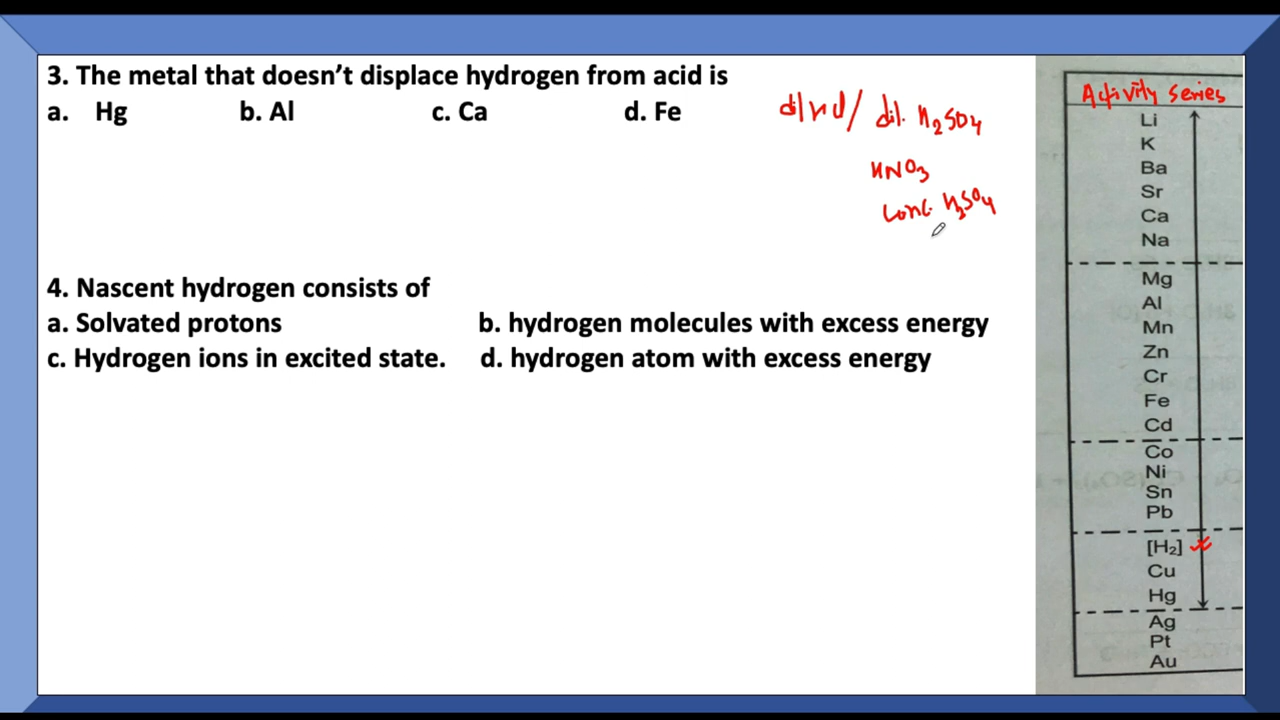 3. The metal that doesn’t displace hydrogen from acid is
a. Hg b. Al c. Ca d. Fe
dil HCl / dil. H2SO4
HNO3
conc. H2SO4
4. Nascent hydrogen consists of
a. Solvated protons b. hydrogen molecules with excess energy
c. Hydrogen ions in excited state. d. hydrogen atom with excess energy
Activity Series
Li
K
Ba
Sr
Ca
Na
Mg
Al
Mn
Zn
Cr
Fe
Cd
Co
Ni
Sn
Pb
[H₂]
Cu
Hg
Ag
Pt
Au